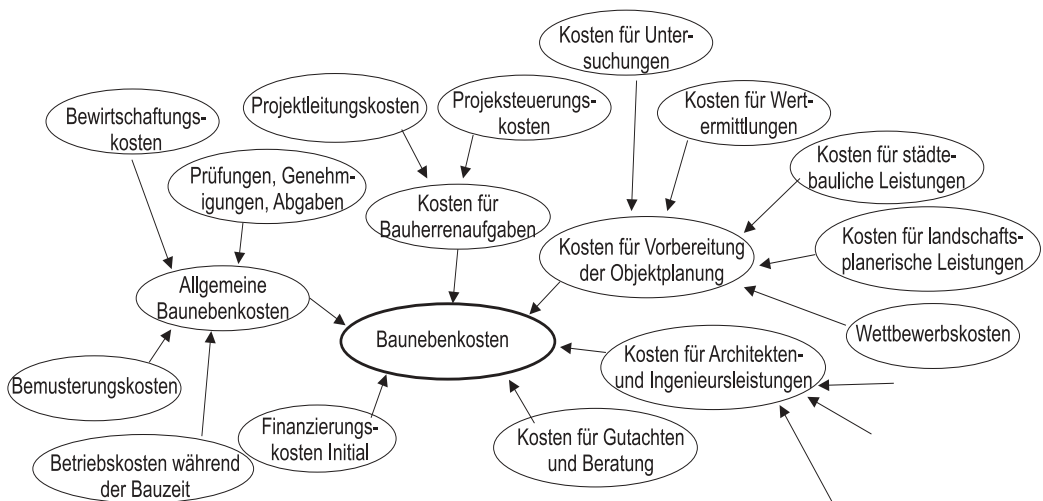 Kosten für Unter-
suchungen
Bewirtschaftungs-
kosten
Projektleitungskosten
Projeksteuerungs-
kosten
Kosten für Wert-
ermittlungen
Prüfungen, Genehm-
igungen, Abgaben
Kosten für
Bauherrenaufgaben
Kosten für städte-
bauliche Leistungen
Kosten für Vorbereitung
der Objektplanung
Kosten für landschafts-
planerische Leistungen
Allgemeine
Baunebenkosten
Baunebenkosten
Wettbewerbskosten
Kosten für Architekten-
und Ingenieursleistungen
Bemusterungskosten
Finanzierungs-
kosten Initial
Kosten für Gutachten
und Beratung
Betriebskosten während
der Bauzeit